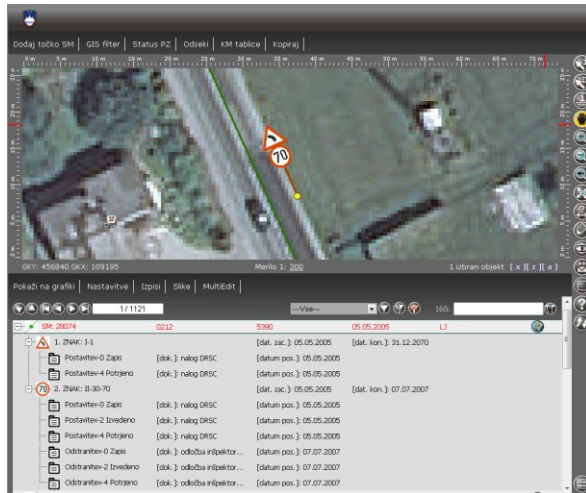 Dodaj točko SM | GIS filter | Status PZ | Odseki | KM tablice | Kopiraj |
0 m 5 m 10 m 15 m 20 m 25 m 30 m 35 m 40 m 45 m 50 m 55 m 60 m 65 m 70 m
70
37
GKY: 456840 GKX: 109195 Merilo 1: 300 1 izbran objekt [ x ][ z ][ a ]
Pokaži na grafiki | Nastavitve | Izpisi | Slike | MultiEdit |
1/1121 ---Vse--- Išči:
SM: 28074 0212 5390 05.05.2005 LJ
1. ZNAK: I-1 [dat. zac.]: 05.05.2005 [dat. kon.]: 31.12.2070
Postavitev-0 Zapis [dok.]: nalog DRSC [datum pos.]: 05.05.2005
Postavitev-4 Potrjeno [dok.]: nalog DRSC [datum pos.]: 05.05.2005
70 2. ZNAK: II-30-70 [dat. zac.]: 05.05.2005 [dat. kon.]: 07.07.2007
Postavitev-0 Zapis [dok.]: nalog DRSC [datum pos.]: 05.05.2005
Postavitev-2 Izvedeno [dok.]: nalog DRSC [datum pos.]: 05.05.2005
Postavitev-4 Potrjeno [dok.]: nalog DRSC [datum pos.]: 05.05.2005
Odstranitev-0 Zapis [dok.]: odločba inšpektor... [datum pos.]: 07.07.2007
Odstranitev-2 Izvedeno [dok.]: odločba inšpektor... [datum pos.]: 07.07.2007
Odstranitev-4 Potrjeno [dok.]: odločba inšpektor... [datum pos.]: 07.07.2007